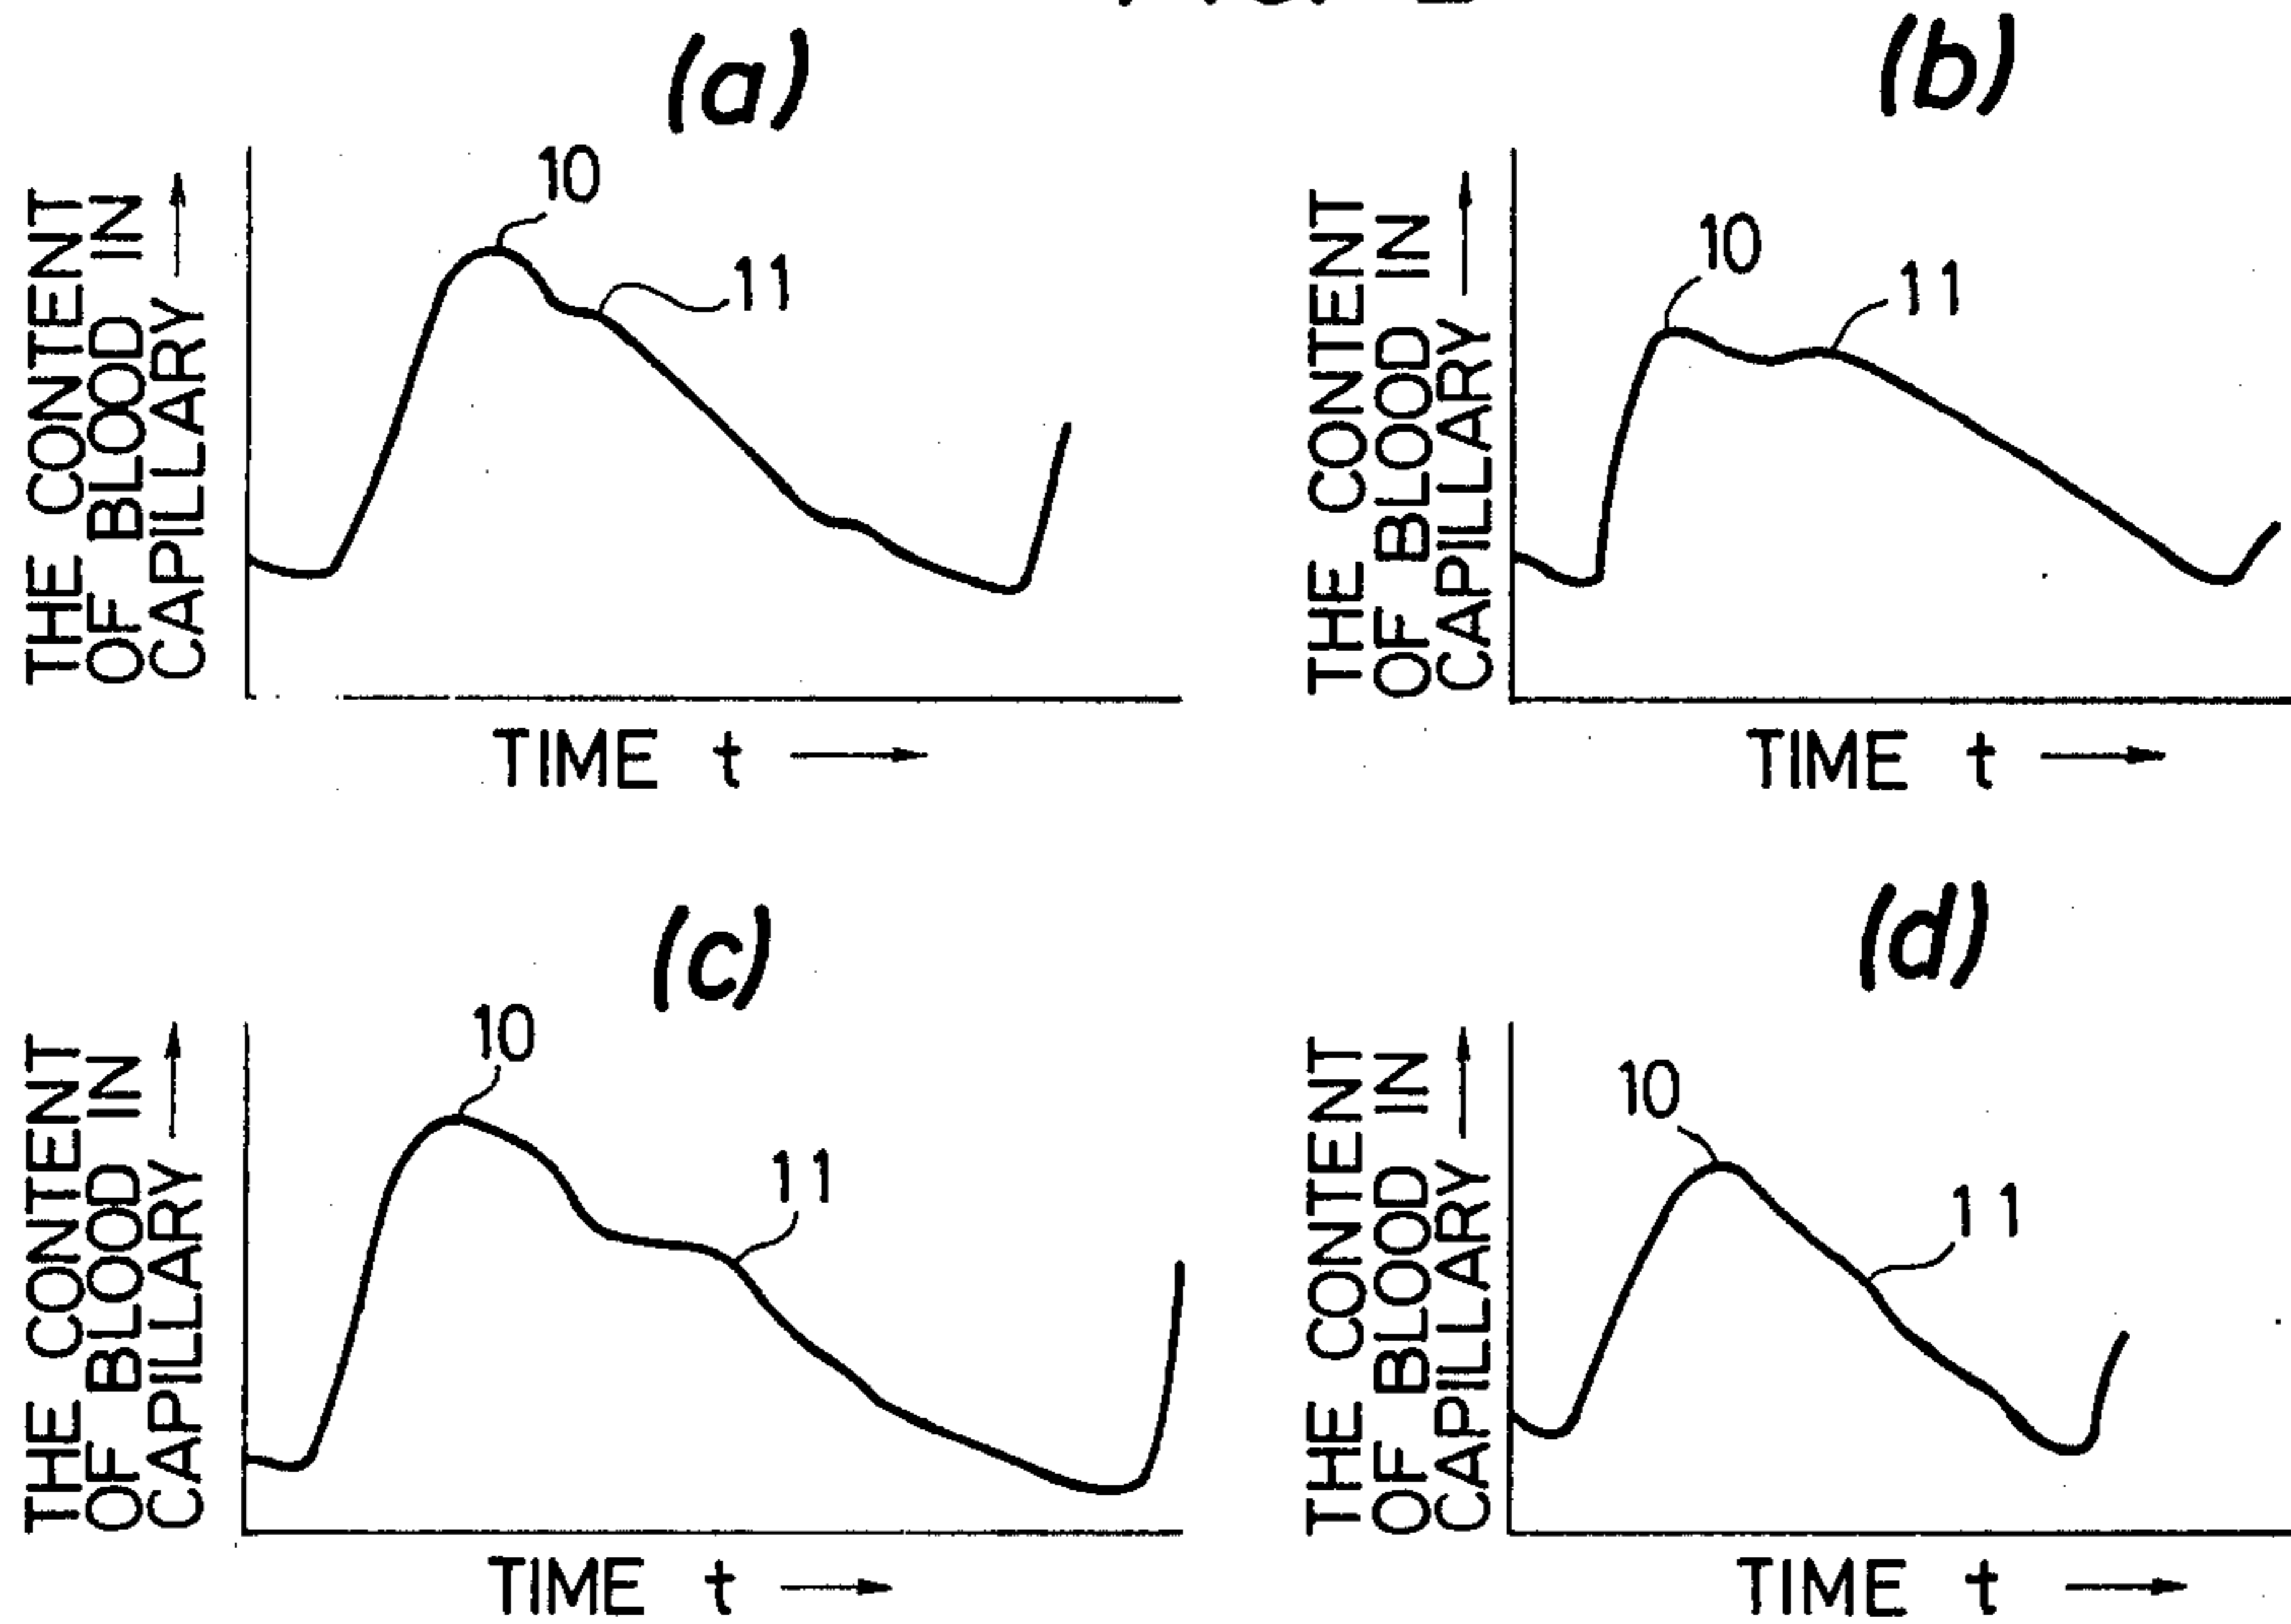 (a)
10
11
THE CONTENT
OF BLOOD IN
CAPILLARY
TIME t
(b)
10
11
THE CONTENT
OF BLOOD IN
CAPILLARY
TIME t
(c)
10
11
THE CONTENT
OF BLOOD IN
CAPILLARY
TIME t
(d)
10
11
THE CONTENT
OF BLOOD IN
CAPILLARY
TIME t